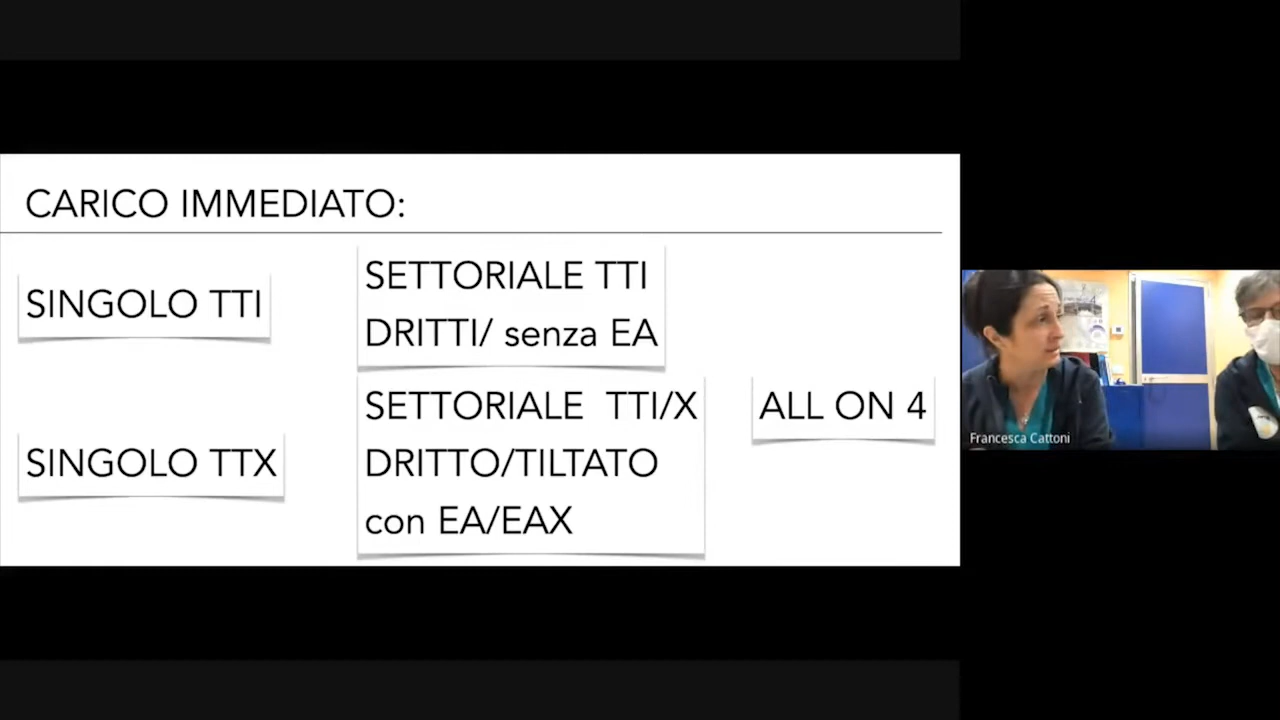 CARICO IMMEDIATO:
SINGOLO TTI
SETTORIALE TTI
DRITTI/ senza EA
SINGOLO TTX
SETTORIALE TTI/X
DRITTO/TILTATO
con EA/EAX
ALL ON 4
Francesca Cattoni